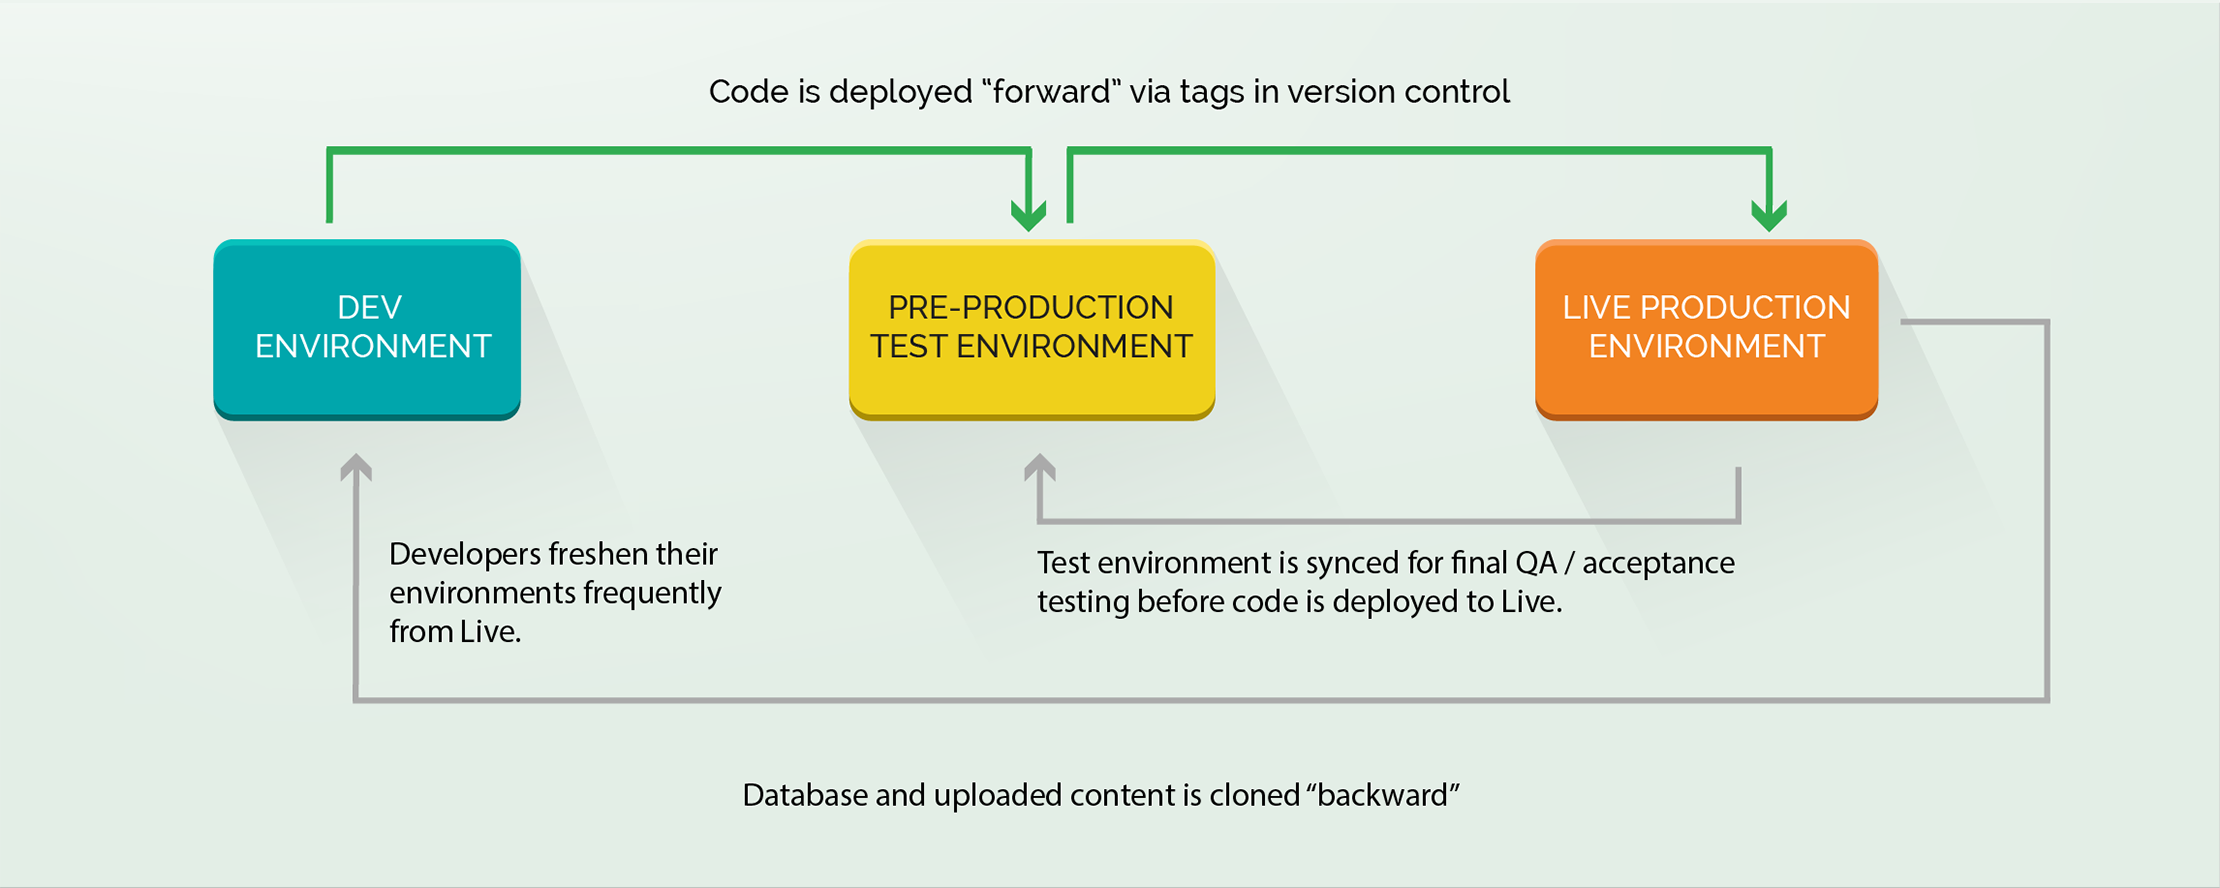 Code is deployed “forward” via tags in version control
DEV
ENVIRONMENT
PRE-PRODUCTION
TEST ENVIRONMENT
LIVE PRODUCTION
ENVIRONMENT
Developers freshen their
environments frequently
from Live.
Test environment is synced for final QA / acceptance
testing before code is deployed to Live.
Database and uploaded content is cloned “backward”